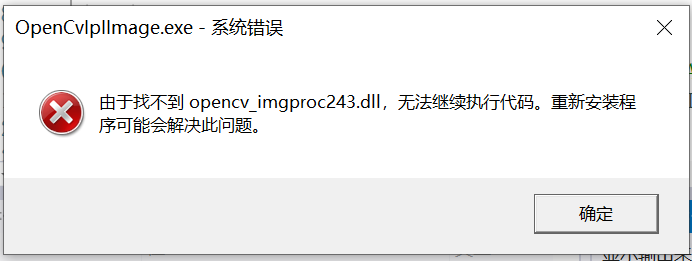 OpenCvIplImage.exe - 系统错误
由于找不到 opencv_imgproc243.dll，无法继续执行代码。重新安装程
序可能会解决此问题。
确定